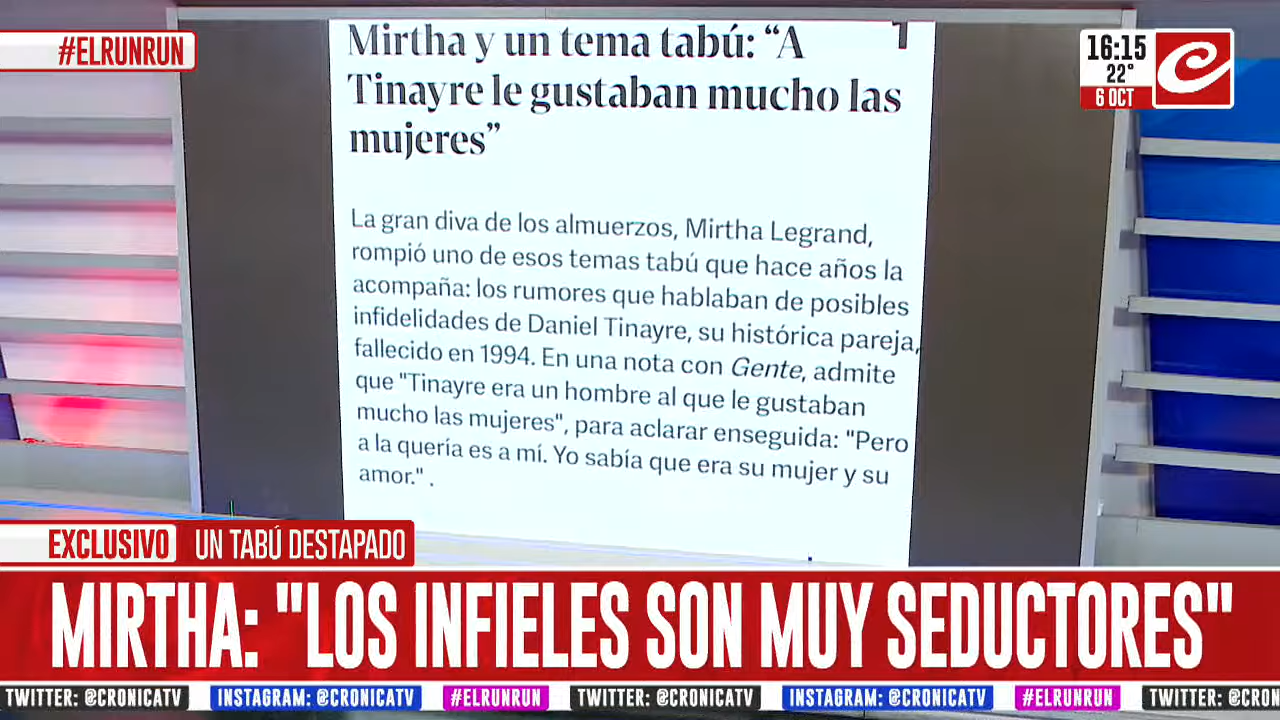 #ELRUNRUN
16:15
22°
6 OCT
Mirtha y un tema tabú: “A
Tinayre le gustaban mucho las
mujeres”
La gran diva de los almuerzos, Mirtha Legrand,
rompió uno de esos temas tabú que hace años la
acompaña: los rumores que hablaban de posibles
infidelidades de Daniel Tinayre, su histórica pareja,
fallecido en 1994. En una nota con Gente, admite
que "Tinayre era un hombre al que le gustaban
mucho las mujeres", para aclarar enseguida: "Pero
a la quería es a mí. Yo sabía que era su mujer y su
amor." .
EXCLUSIVO UN TABÚ DESTAPADO
MIRTHA: "LOS INFIELES SON MUY SEDUCTORES"
TWITTER: @CRONICATV INSTAGRAM: @CRONICATV #ELRUNRUN TWITTER: @CRONICATV INSTAGRAM: @CRONICATV #ELRUNRUN TWITTER: @CRON